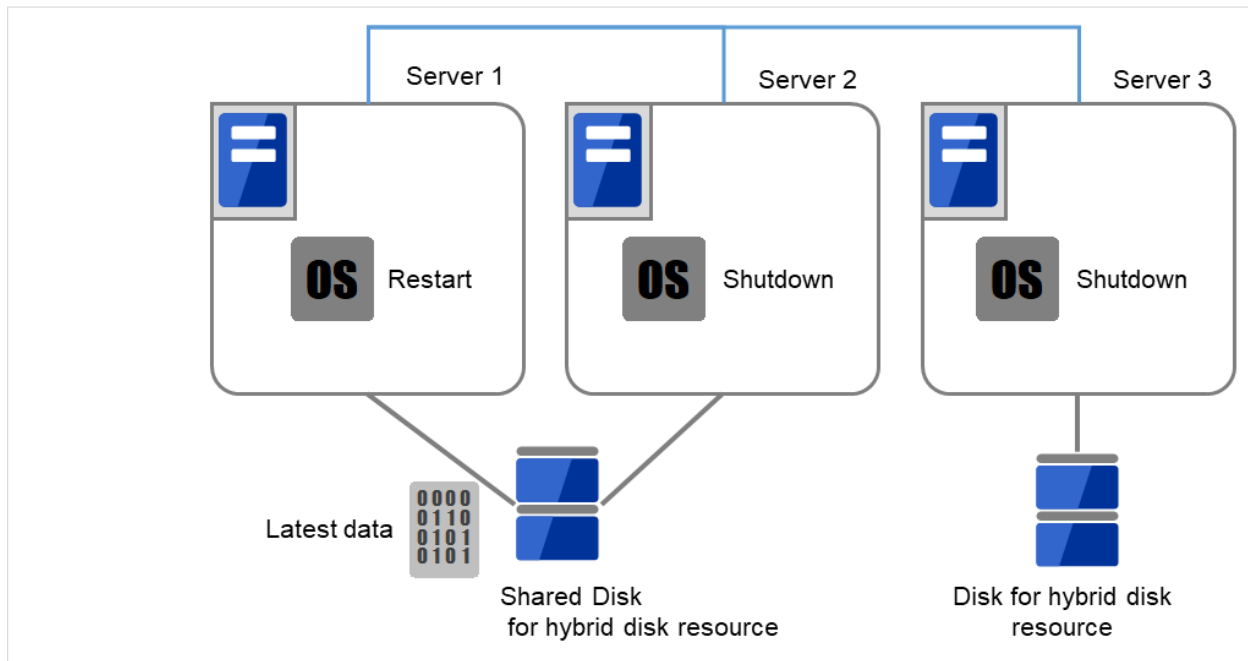 Server 1
Server 2
Server 3
OS Restart
OS Shutdown
OS Shutdown
Latest data
0000
0110
0101
0101
Shared Disk
for hybrid disk resource
Disk for hybrid disk
resource